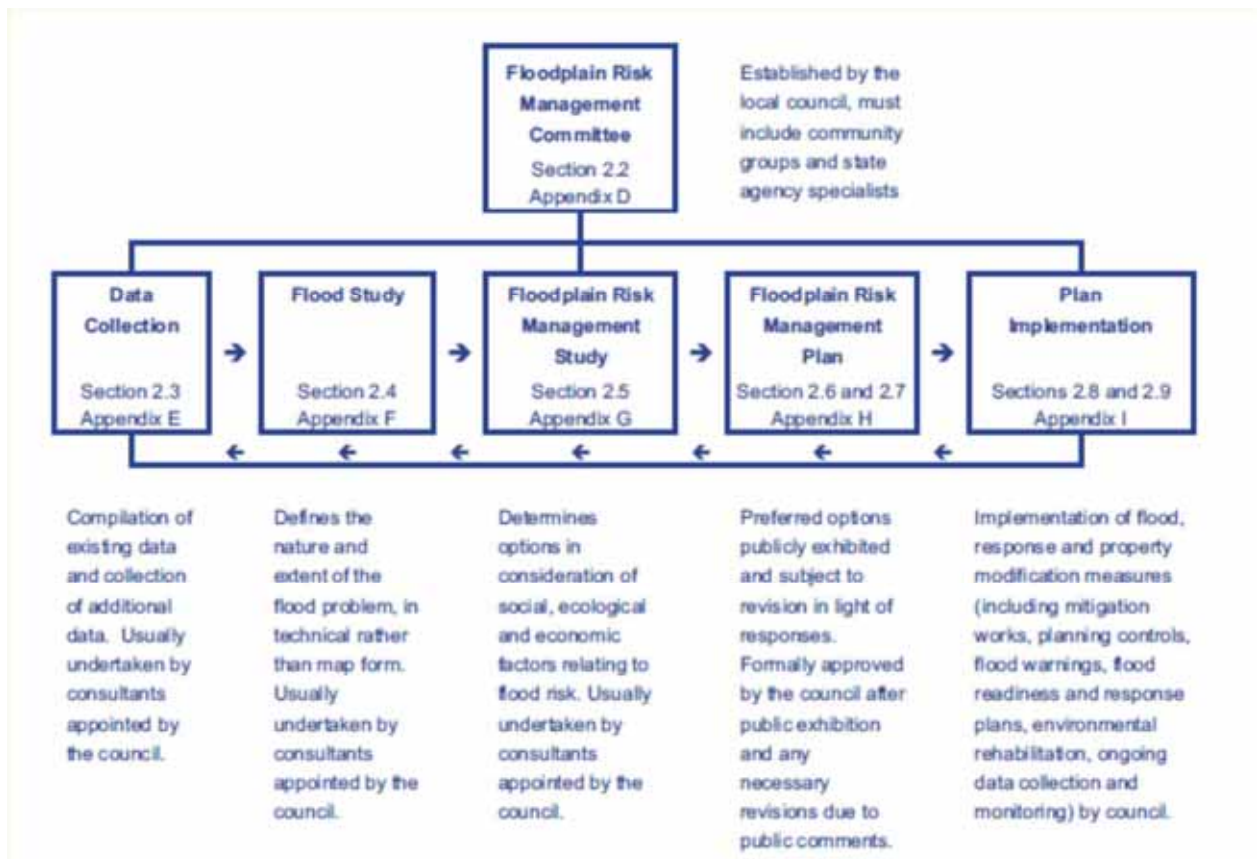 Floodplain Risk
Management
Committee
Section 2.2
Appendix D
Established by the
local council, must
include community
groups and state
agency specialists
Data
Collection
Section 2.3
Appendix E
Flood Study
Section 2.4
Appendix F
Floodplain Risk
Management
Study
Section 2.5
Appendix G
Floodplain Risk
Management
Plan
Section 2.6 and 2.7
Appendix H
Plan
Implementation
Sections 2.8 and 2.9
Appendix I
Compilation of
existing data
and collection
of additional
data. Usually
undertaken by
consultants
appointed by
the council.
Defines the
nature and
extent of the
flood problem, in
technical rather
than map form.
Usually
undertaken by
consultants
appointed by the
council.
Determines
options in
consideration of
social, ecological
and economic
factors relating to
flood risk. Usually
undertaken by
consultants
appointed by the
council.
Preferred options
publicly exhibited
and subject to
revision in light of
responses.
Formally approved
by the council after
public exhibition
and any
necessary
revisions due to
public comments.
Implementation of flood,
response and property
modification measures
(including mitigation
works, planning controls,
flood warnings, flood
readiness and response
plans, environmental
rehabilitation, ongoing
data collection and
monitoring) by council.